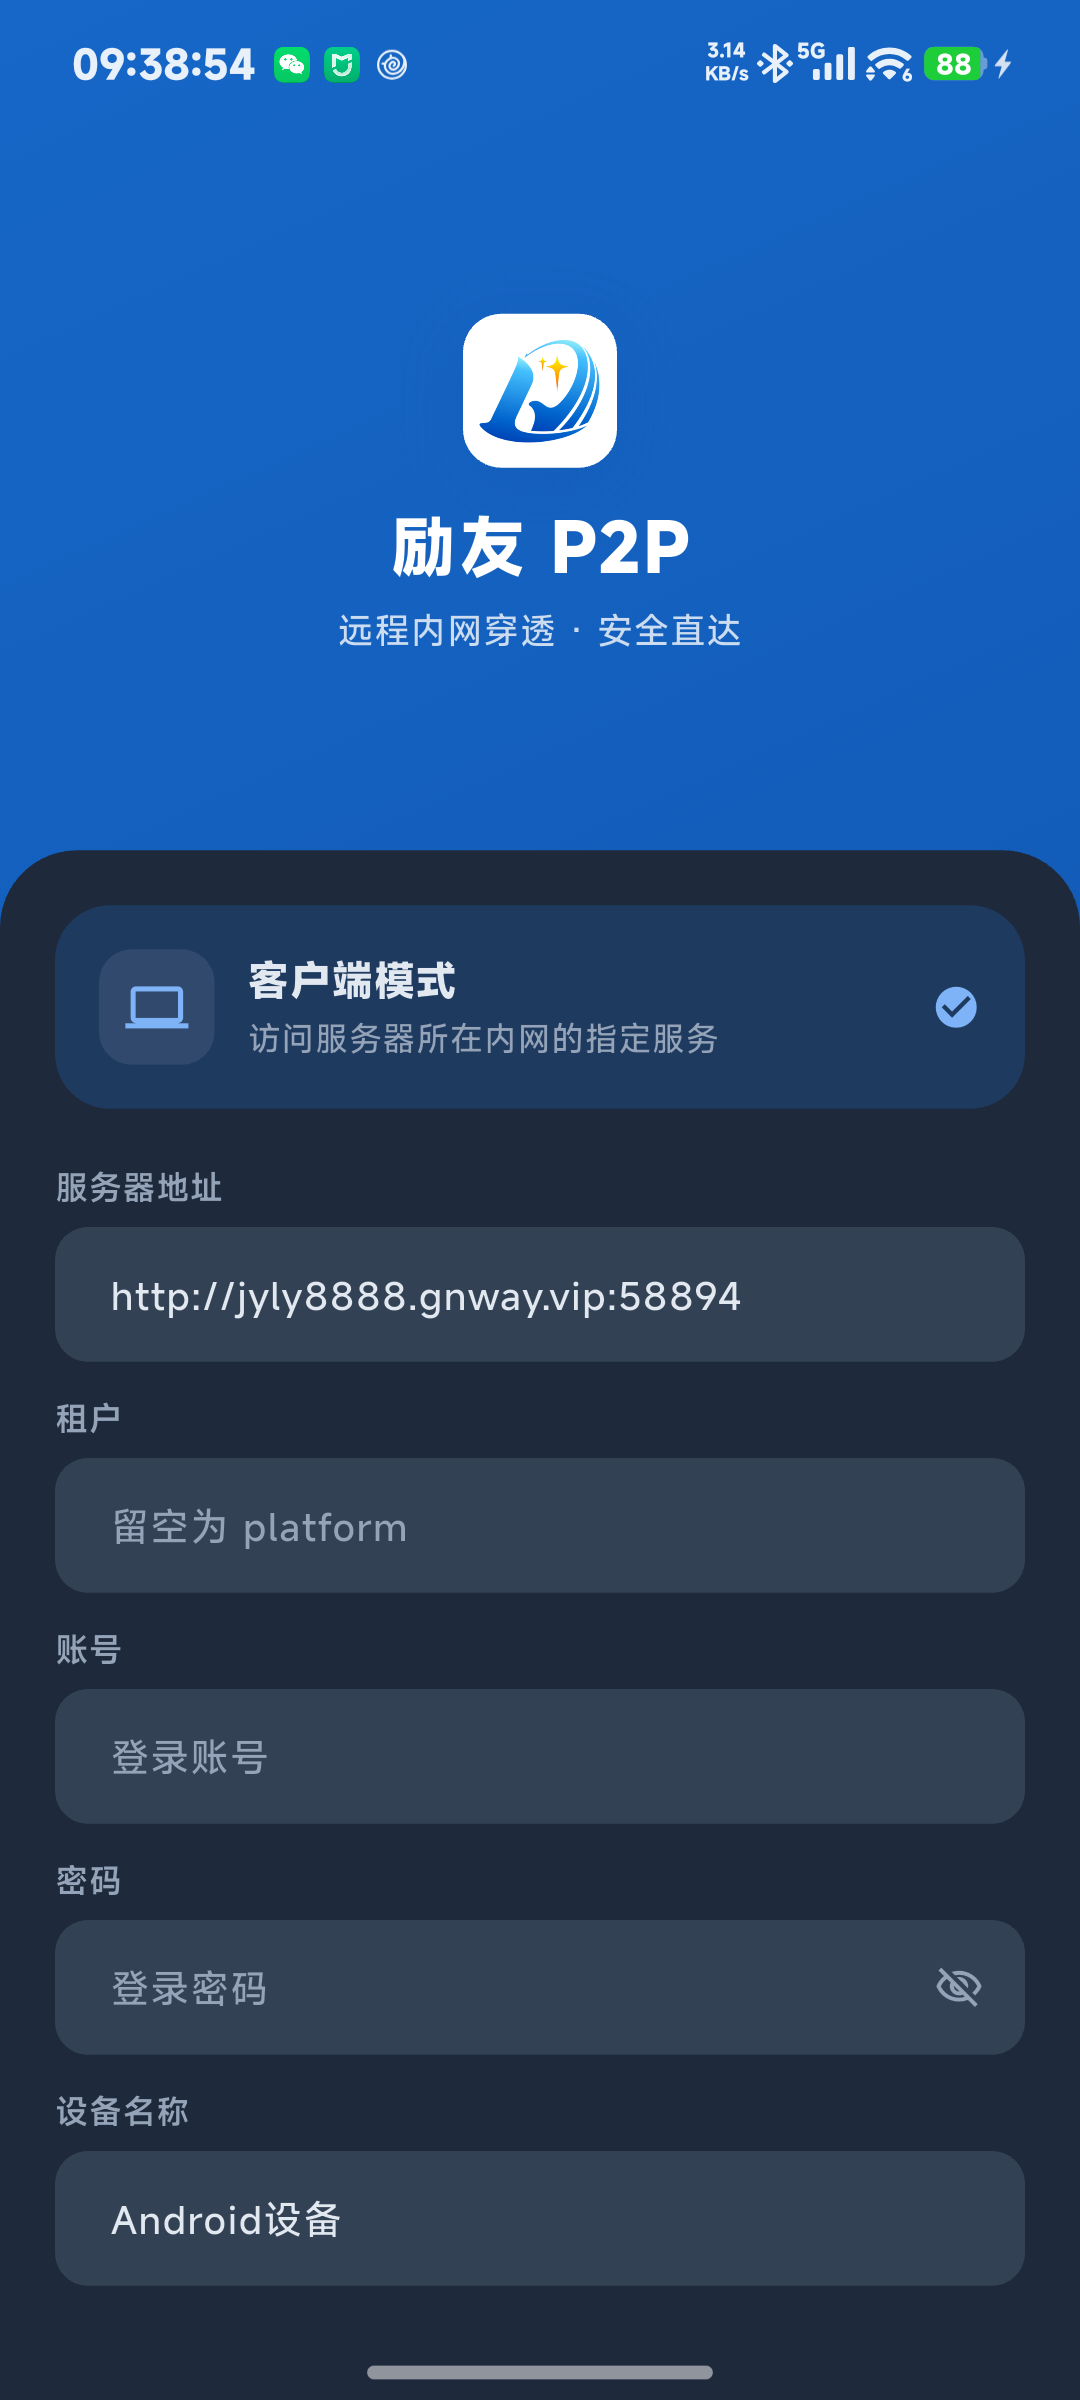 09:38:54
3.14
KB/s
5G
6
88
励友 P2P
远程内网穿透 · 安全直达
客户端模式
访问服务器所在内网的指定服务
服务器地址
http://jyly8888.gnway.vip:58894
租户
留空为 platform
账号
登录账号
密码
登录密码
设备名称
Android设备